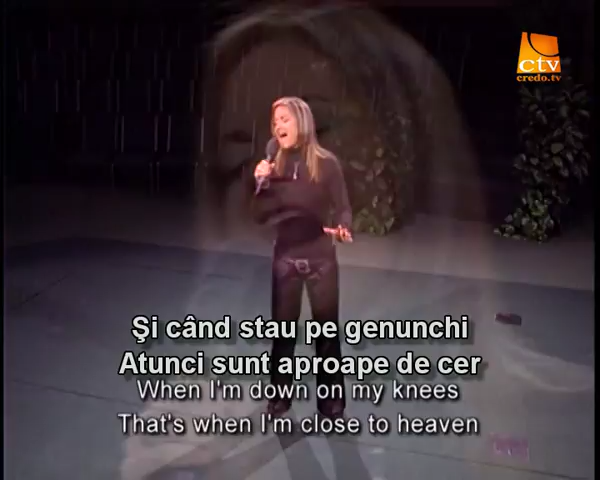 ctv
credo.tv
Şi când stau pe genunchi
Atunci sunt aproape de cer
When I'm down on my knees
That's when I'm close to heaven